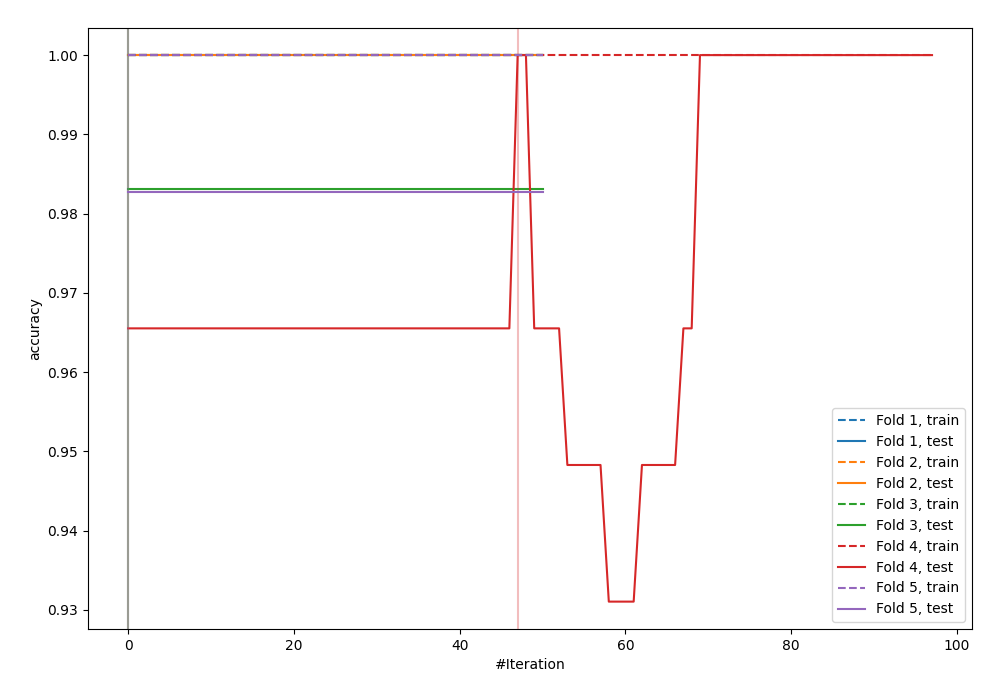 1.00
0.99
0.98
0.97
0.96
0.95
0.94
0.93
accuracy
0 20 40 60 80 100
#Iteration
Fold 1, train
Fold 1, test
Fold 2, train
Fold 2, test
Fold 3, train
Fold 3, test
Fold 4, train
Fold 4, test
Fold 5, train
Fold 5, test